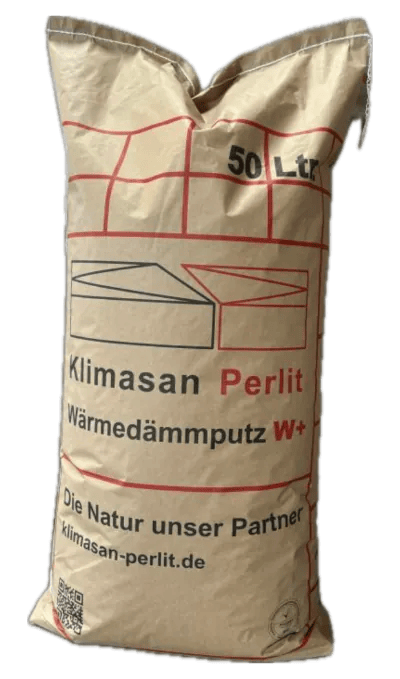 50 Ltr.
Klimasan Perlit
Wärmedämmputz W+
Die Natur unser Partner
klimasan-perlit.de